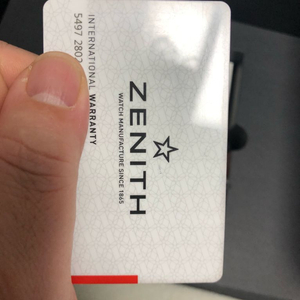 ZENITH
WATCH MANUFACTURE SINCE 1865
INTERNATIONAL WARRANTY
5497 280